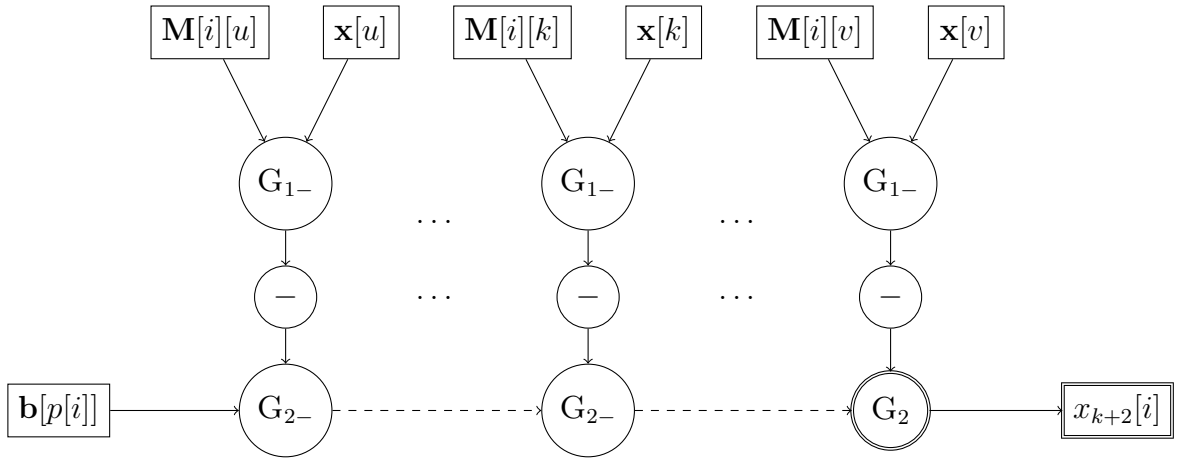 M[i][u] x[u] M[i][k] x[k] M[i][v] x[v]
G₁₋ G₁₋ G₁₋
... ...
− ... − ... −
b[p[i]] G₂₋ G₂₋ G₂ xₖ₊₂[i]